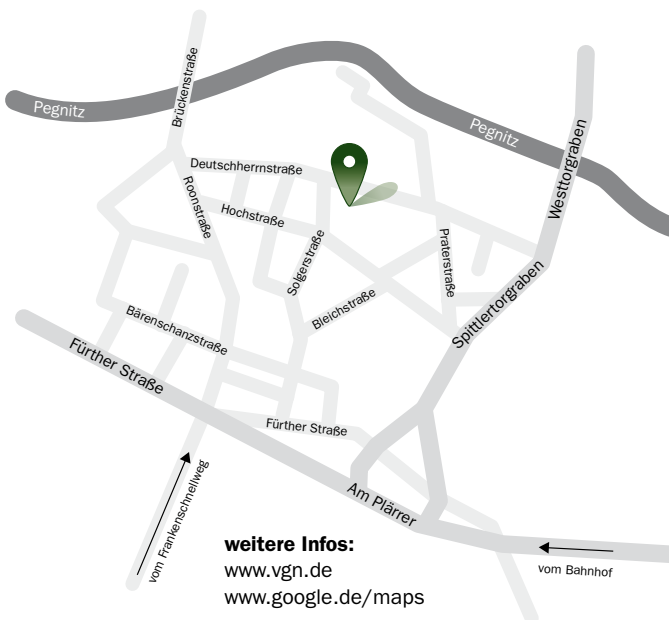 Pegnitz
Brückenstraße
Pegnitz
Westtorgraben
Deutschherrnstraße
Roonstraße
Hochstraße
Solgerstraße
Praterstraße
Bleichstraße
Spittlertorgraben
Bärenschanzstraße
Fürther Straße
Fürther Straße
Am Plärrer
vom Frankenschnellweg
vom Bahnhof
weitere Infos:
www.vgn.de
www.google.de/maps